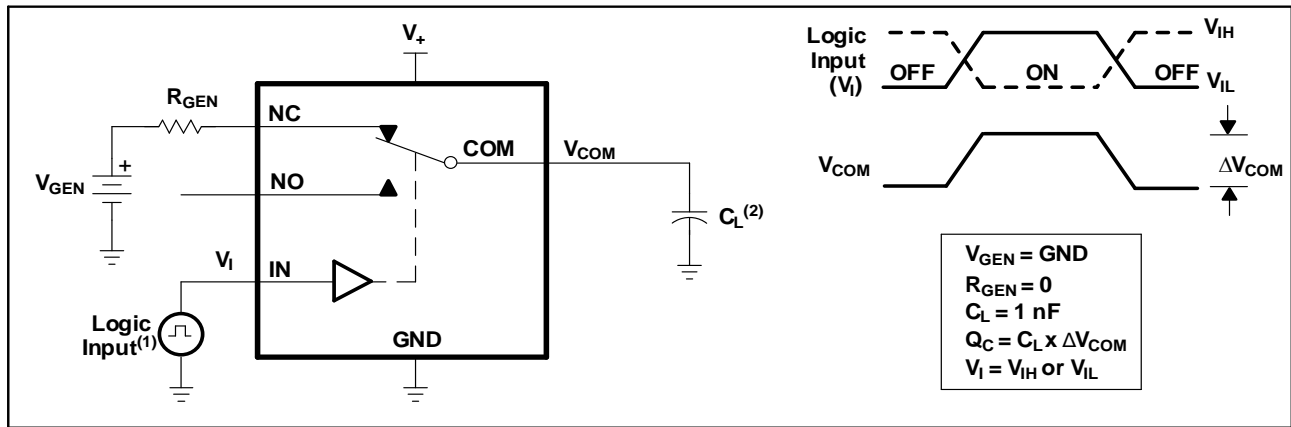 V+
RGEN
NC
COM
VCOM
VGEN
+
NO
CL(2)
VI
IN
Logic
Input(1)
GND
Logic
Input
(VI)
VIH
OFF
ON
OFF
VIL
VCOM
ΔVCOM
VGEN = GND
RGEN = 0
CL = 1 nF
QC = CL x ΔVCOM
VI = VIH or VIL